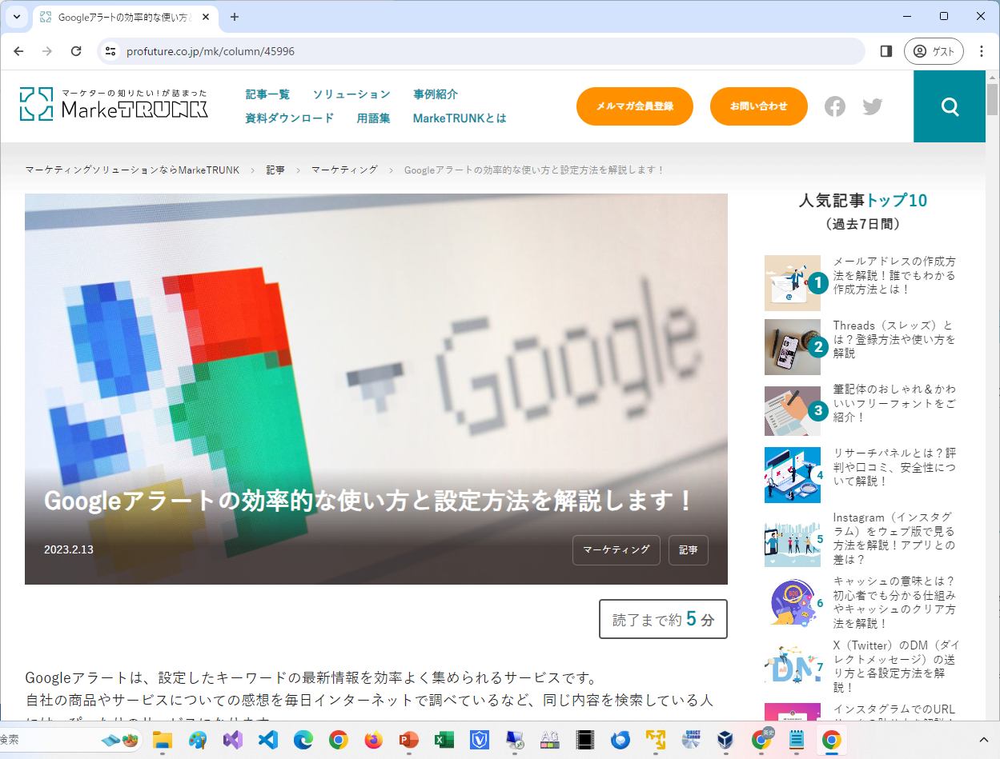 Googleアラートの効率的な使い方と
profuture.co.jp/mk/column/45996
ゲスト
マーケターの知りたい!が詰まった
MarkeTRUNK
記事一覧 ソリューション 事例紹介
資料ダウンロード 用語集 MarkeTRUNKとは
メルマガ会員登録 お問い合わせ
マーケティングソリューションならMarkeTRUNK > 記事 > マーケティング > Googleアラートの効率的な使い方と設定方法を解説します!
Google
Googleアラートの効率的な使い方と設定方法を解説します!
2023.2.13
マーケティング 記事
読了まで約 5 分
Googleアラートは、設定したキーワードの最新情報を効率よく集められるサービスです。
自社の商品やサービスについての感想を毎日インターネットで調べているなど、同じ内容を検索している人
には、ぴったりのサービスになります
人気記事トップ10
(過去7日間)
1
メールアドレスの作成方
法を解説!誰でもわかる
作成方法とは!
2
Threads(スレッズ)と
は?登録方法や使い方を
解説
3
筆記体のおしゃれ&かわ
いいフリーフォントをご
紹介!
4
リサーチパネルとは?評
判や口コミ、安全性につ
いて解説!
5
Instagram(インスタグ
ラム)をウェブ版で見る
方法を解説!アプリとの
差は?
6
キャッシュの意味とは?
初心者でも分かる仕組み
やキャッシュのクリア方
法を解説!
DM
7
X(Twitter)のDM(ダイ
レクトメッセージ)の送
り方と各設定方法を解
説!
インスタグラムでのURL
検索
AG
DIRECT
英史